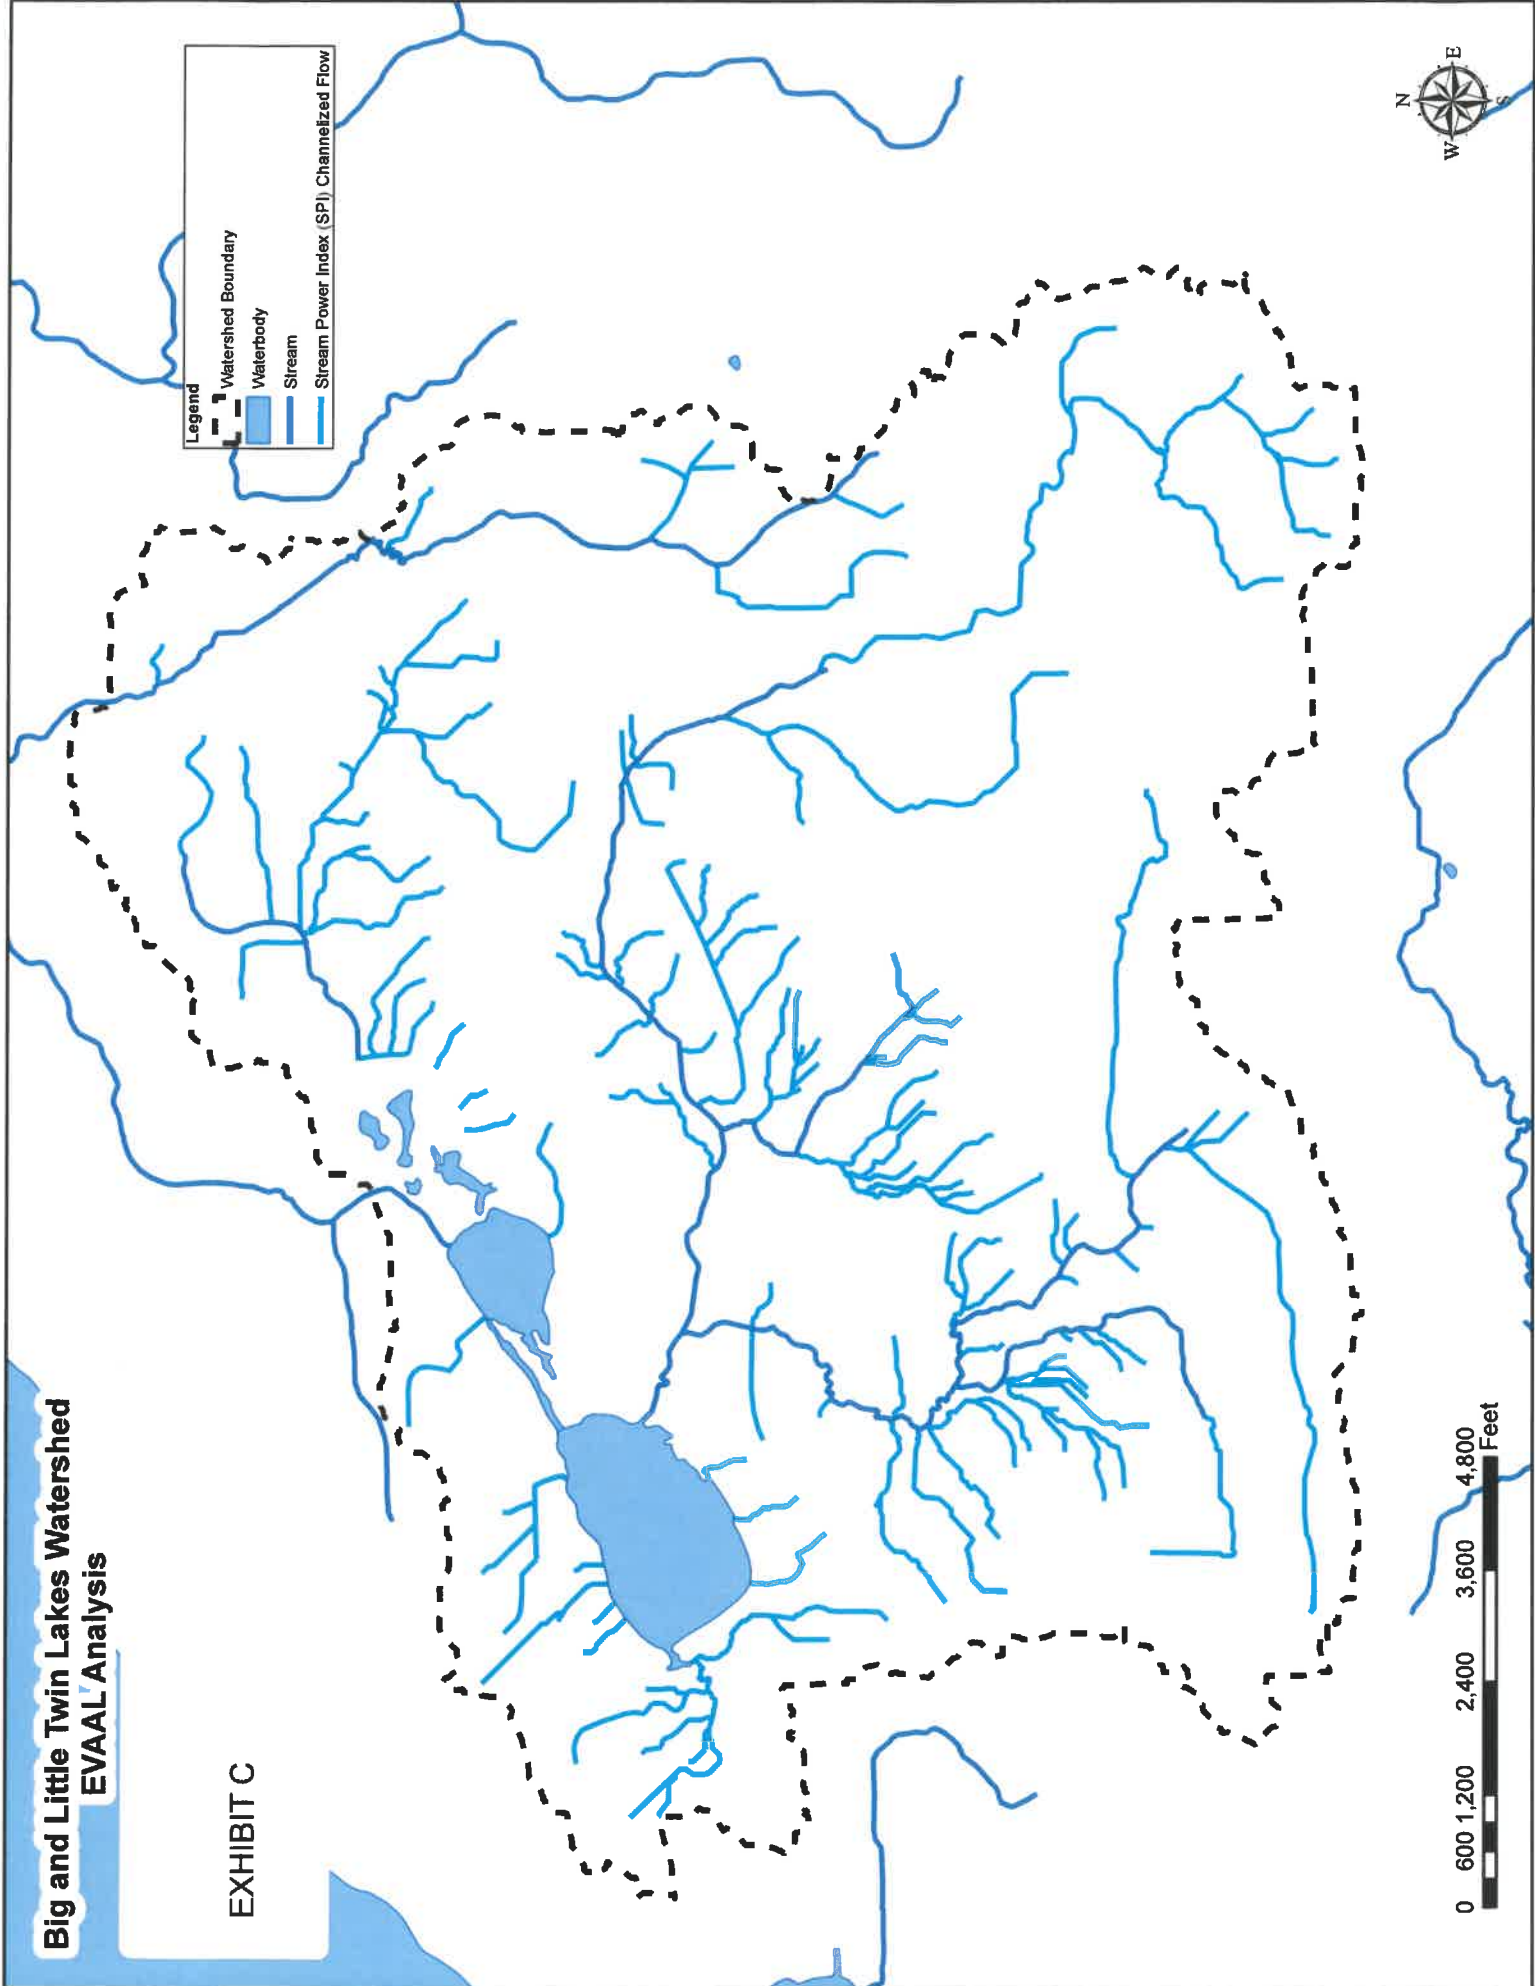 Big and Little Twin Lakes Watershed
EVAAL Analysis
EXHIBIT C
Legend
Watershed Boundary
Waterbody
Stream
Stream Power Index (SPI) Channelized Flow
N
W E
S
0 600 1,200 2,400 3,600 4,800
Feet